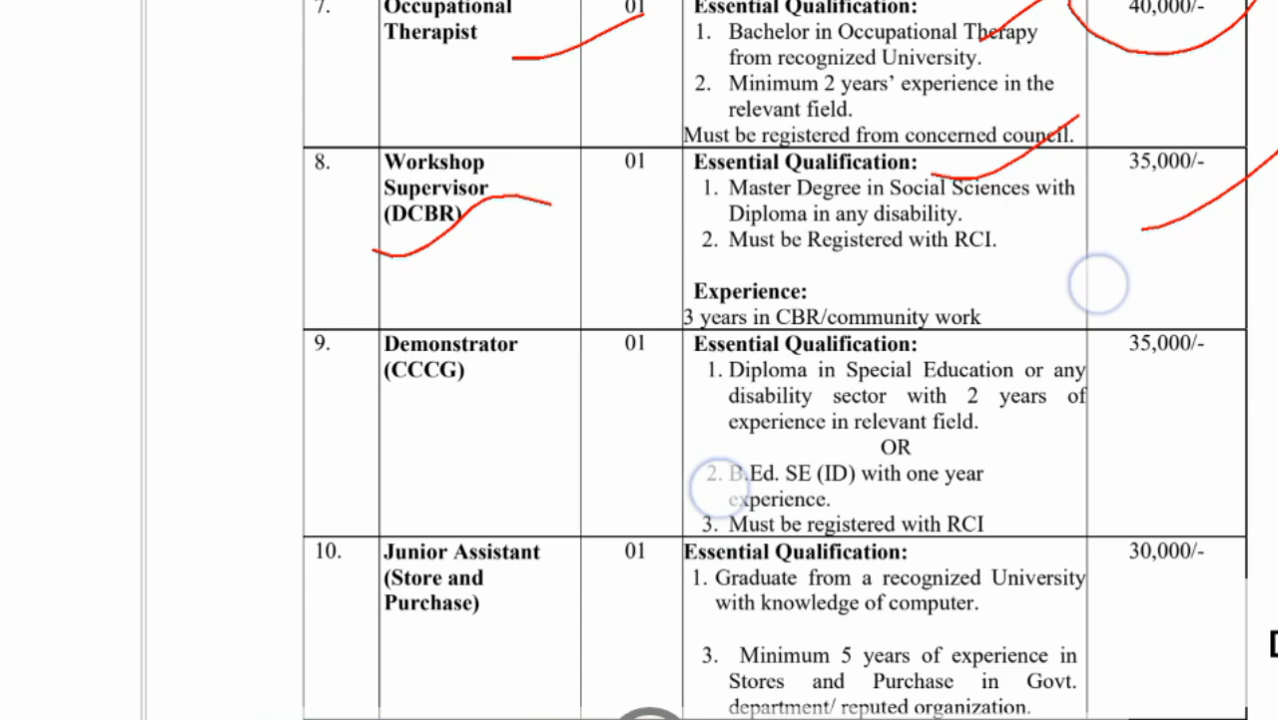 7. Occupational 01 Essential Qualification: 40,000/-
Therapist 1. Bachelor in Occupational Therapy
from recognized University.
2. Minimum 2 years’ experience in the
relevant field.
Must be registered from concerned council.
8. Workshop 01 Essential Qualification: 35,000/-
Supervisor 1. Master Degree in Social Sciences with
(DCBR) Diploma in any disability.
2. Must be Registered with RCI.
Experience:
3 years in CBR/community work
9. Demonstrator 01 Essential Qualification: 35,000/-
(CCCG) 1. Diploma in Special Education or any
disability sector with 2 years of
experience in relevant field.
OR
2. B.Ed. SE (ID) with one year
experience.
3. Must be registered with RCI
10. Junior Assistant 01 Essential Qualification: 30,000/-
(Store and 1. Graduate from a recognized University
Purchase) with knowledge of computer.
3. Minimum 5 years of experience in
Stores and Purchase in Govt.
department/ reputed organization.